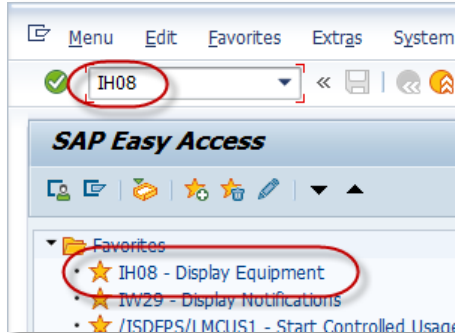 Menu Edit Favorites Extras System
IH08
SAP Easy Access
Favorites
IH08 - Display Equipment
IW29 - Display Notifications
/ISDFPS/LMCUS1 - Start Controlled Usage